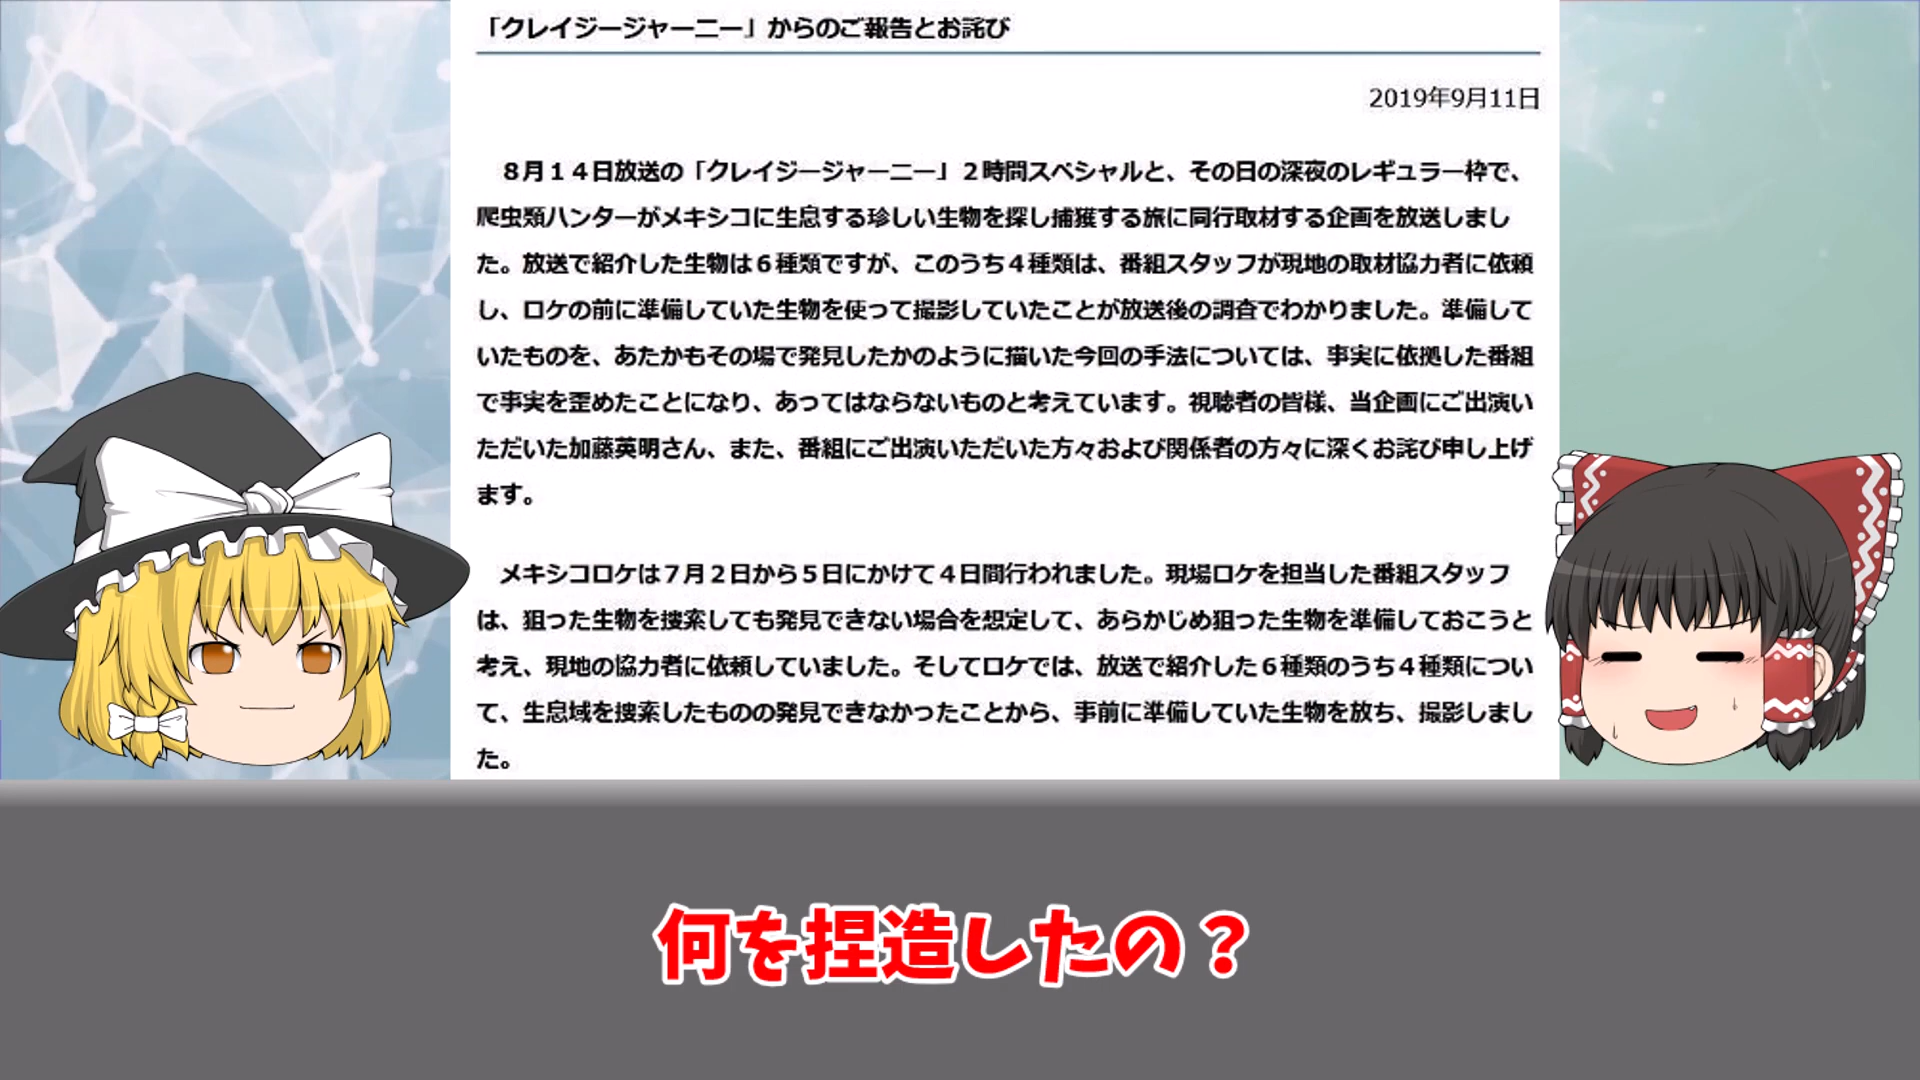 「クレイジージャーニー」からのご報告とお詫び
2019年9月11日
８月１４日放送の「クレイジージャーニー」２時間スペシャルと、その日の深夜のレギュラー枠で、
爬虫類ハンターがメキシコに生息する珍しい生物を探し捕獲する旅に同行取材する企画を放送しまし
た。放送で紹介した生物は６種類ですが、このうち４種類は、番組スタッフが現地の取材協力者に依頼
し、ロケの前に準備していた生物を使って撮影していたことが放送後の調査でわかりました。準備して
いたものを、あたかもその場で発見したかのように描いた今回の手法については、事実に依拠した番組
で事実を歪めたことになり、あってはならないものと考えています。視聴者の皆様、当企画にご出演い
ただいた加藤英明さん、また、番組にご出演いただいた方々および関係者の方々に深くお詫び申し上げ
ます。
メキシコロケは７月２日から５日にかけて４日間行われました。現場ロケを担当した番組スタッフ
は、狙った生物を捜索しても発見できない場合を想定して、あらかじめ狙った生物を準備しておこうと
考え、現地の協力者に依頼していました。そしてロケでは、放送で紹介した６種類のうち４種類につい
て、生息域を捜索したものの発見できなかったことから、事前に準備していた生物を放ち、撮影しまし
た。
何を捏造したの？